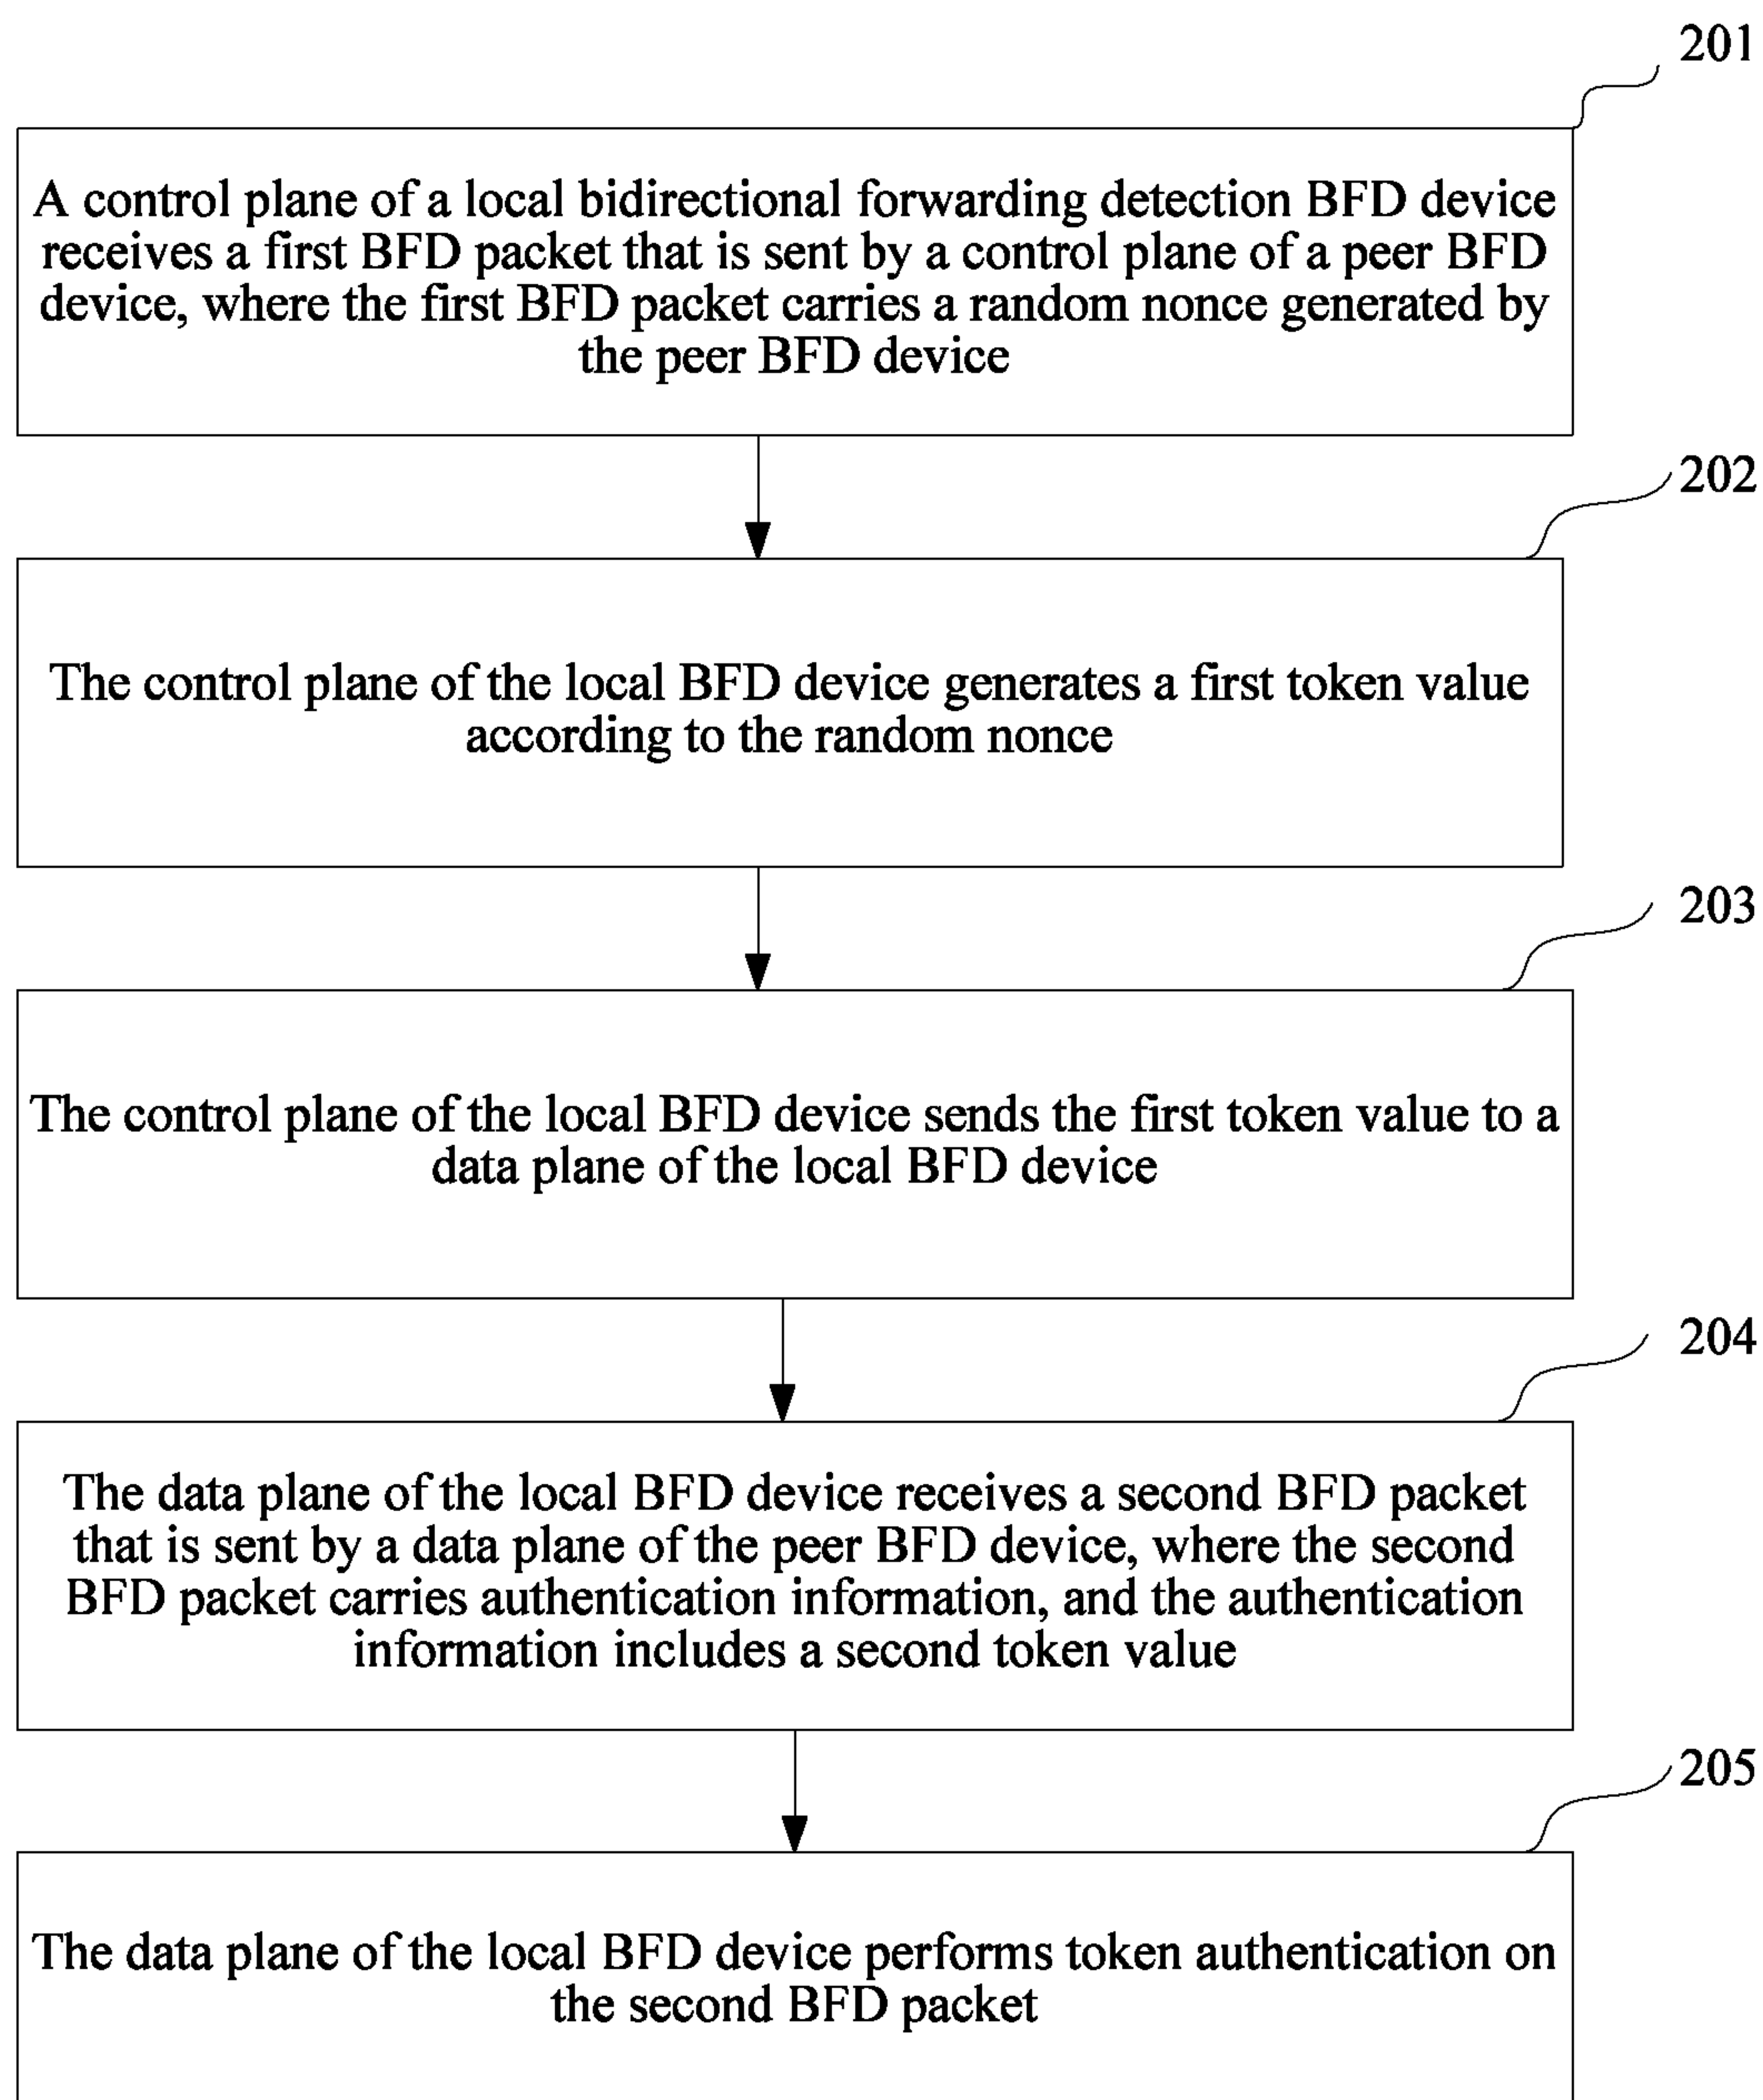 201
A control plane of a local bidirectional forwarding detection BFD device
receives a first BFD packet that is sent by a control plane of a peer BFD
device, where the first BFD packet carries a random nonce generated by
the peer BFD device
202
The control plane of the local BFD device generates a first token value
according to the random nonce
203
The control plane of the local BFD device sends the first token value to a
data plane of the local BFD device
204
The data plane of the local BFD device receives a second BFD packet
that is sent by a data plane of the peer BFD device, where the second
BFD packet carries authentication information, and the authentication
information includes a second token value
205
The data plane of the local BFD device performs token authentication on
the second BFD packet